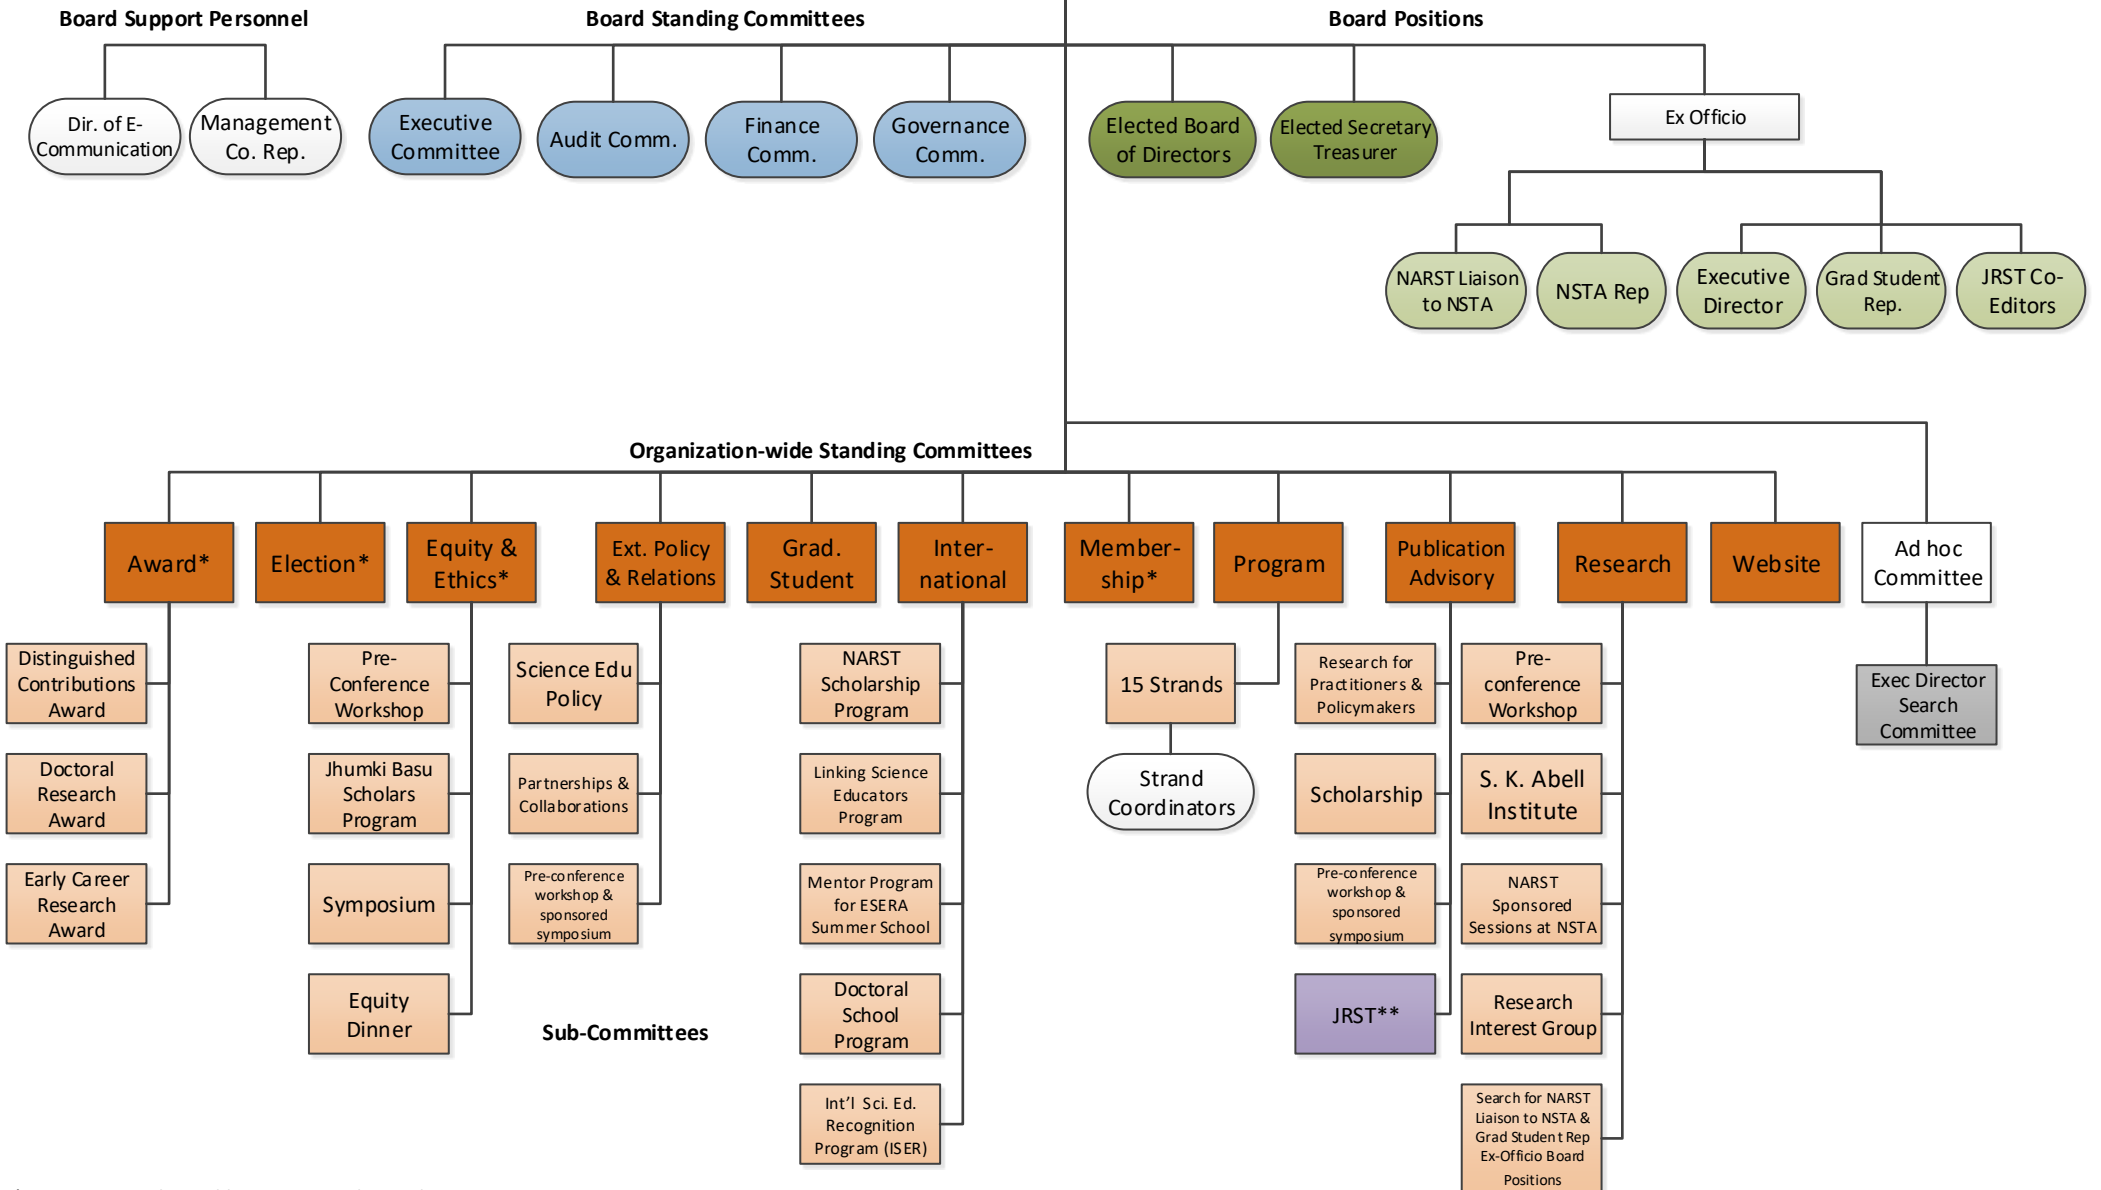 Board Support Personnel
Board Standing Committees
Board Positions
Dir. of E-
Communication
Management
Co. Rep.
Executive
Committee
Audit Comm.
Finance
Comm.
Governance
Comm.
Elected Board
of Directors
Elected Secretary
Treasurer
Ex Officio
NARST Liaison
to NSTA
NSTA Rep
Executive
Director
Grad Student
Rep.
JRST Co-
Editors
Organization-wide Standing Committees
Award*
Election*
Equity &
Ethics*
Ext. Policy
& Relations
Grad.
Student
Inter-
national
Member-
ship*
Program
Publication
Advisory
Research
Website
Ad hoc
Committee
Distinguished
Contributions
Award
Doctoral
Research
Award
Early Career
Research
Award
Pre-
Conference
Workshop
Jhumki Basu
Scholars
Program
Symposium
Equity
Dinner
Science Edu
Policy
Partnerships &
Collaborations
Pre-conference
workshop &
sponsored
symposium
Sub-Committees
NARST
Scholarship
Program
Linking Science
Educators
Program
Mentor Program
for ESERA
Summer School
Doctoral
School
Program
Int'l Sci. Ed.
Recognition
Program (ISER)
15 Strands
Strand
Coordinators
Research for
Practitioners &
Policymakers
Scholarship
Pre-conference
workshop &
sponsored
symposium
JRST**
Pre-
conference
Workshop
S. K. Abell
Institute
NARST
Sponsored
Sessions at NSTA
Research
Interest Group
Search for NARST
Liaison to NSTA &
Grad Student Rep
Ex-Officio Board
Positions
Exec Director
Search
Committee